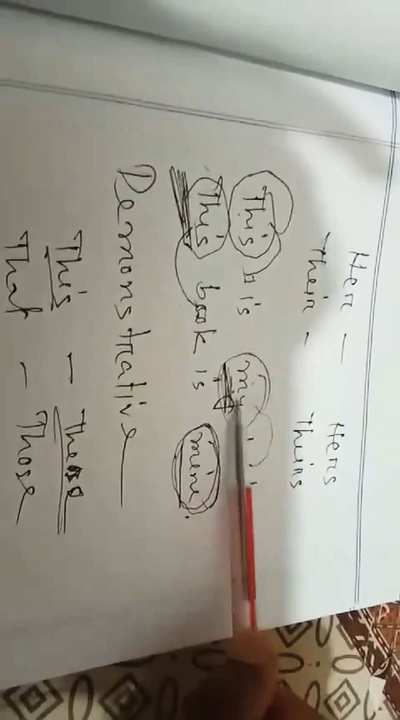 Her - Hers
Their - Theirs
This is my
This book is mine.
Demonstrative
This - These
That - Those